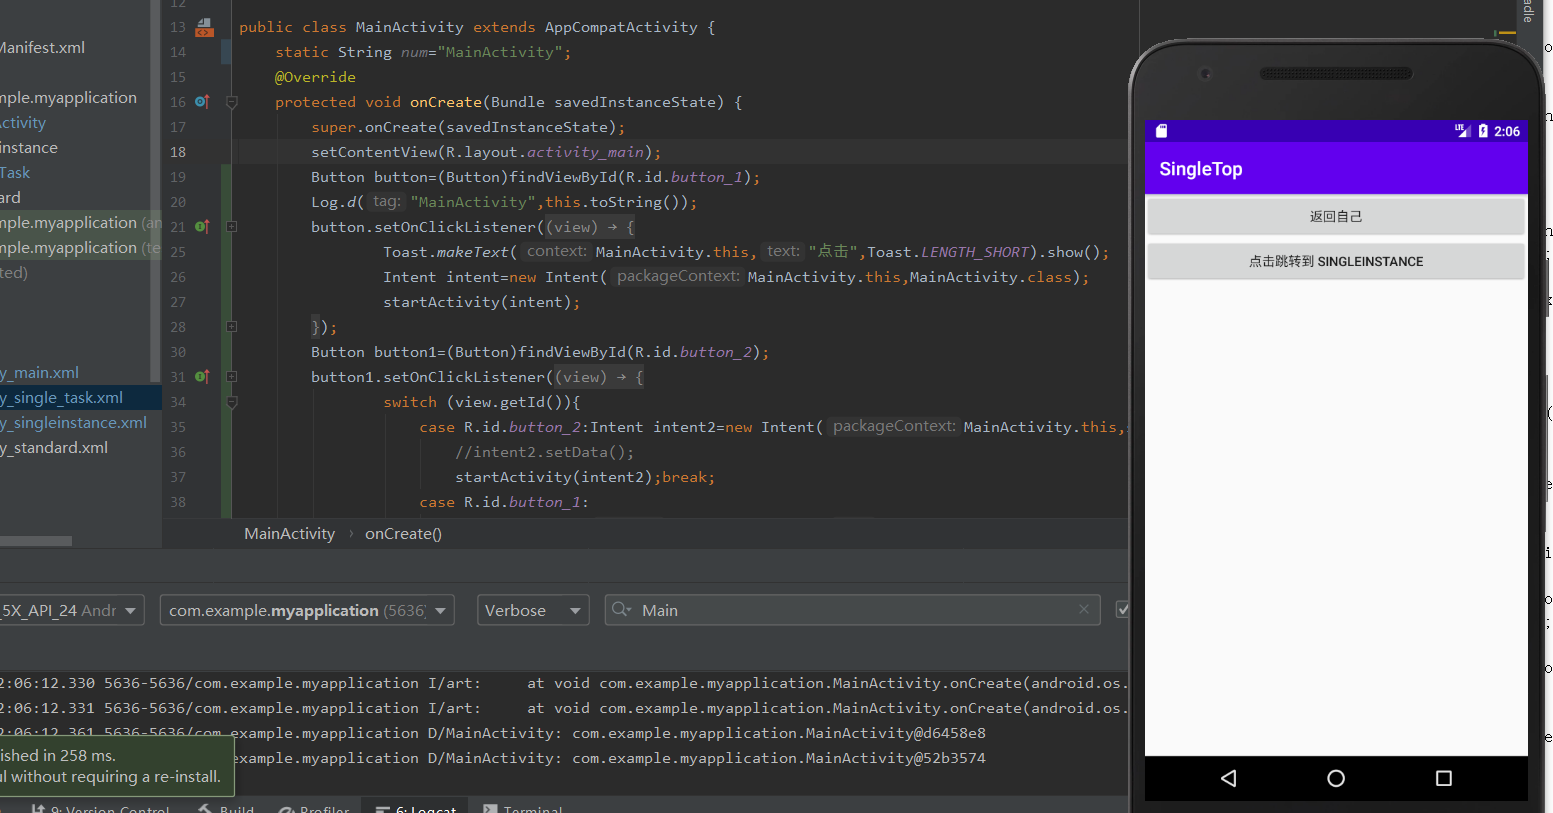 12
13 public class MainActivity extends AppCompatActivity {
14 static String num="MainActivity";
15 @Override
16 protected void onCreate(Bundle savedInstanceState) {
17 super.onCreate(savedInstanceState);
18 setContentView(R.layout.activity_main);
19 Button button=(Button)findViewById(R.id.button_1);
20 Log.d( tag: "MainActivity",this.toString());
21 button.setOnClickListener((view) → {
25 Toast.makeText( context: MainActivity.this, text: "点击",Toast.LENGTH_SHORT).show();
26 Intent intent=new Intent( packageContext: MainActivity.this,MainActivity.class);
27 startActivity(intent);
28 });
30 Button button1=(Button)findViewById(R.id.button_2);
31 button1.setOnClickListener((view) → {
34 switch (view.getId()){
35 case R.id.button_2:Intent intent2=new Intent( packageContext: MainActivity.this,
36 //intent2.setData();
37 startActivity(intent2);break;
38 case R.id.button_1:
MainActivity › onCreate()
Manifest.xml
mple.myapplication
Activity
instance
Task
ard
mple.myapplication (an
mple.myapplication (te
ted)
y_main.xml
y_single_task.xml
y_singleinstance.xml
y_standard.xml
_5X_API_24 Andr
com.example.myapplication (5636)
Verbose
Main
2:06:12.330 5636-5636/com.example.myapplication I/art: at void com.example.myapplication.MainActivity.onCreate(android.os.
2:06:12.331 5636-5636/com.example.myapplication I/art: at void com.example.myapplication.MainActivity.onCreate(android.os.
2:06:12.361 5636-5636/com.example.myapplication D/MainActivity: com.example.myapplication.MainActivity@d6458e8
.example.myapplication D/MainActivity: com.example.myapplication.MainActivity@52b3574
ished in 258 ms.
ul without requiring a re-install.
9: Version Control
Build
Profiler
6: Logcat
Terminal
adle
LTE
2:06
SingleTop
返回自己
点击跳转到 SINGLEINSTANCE